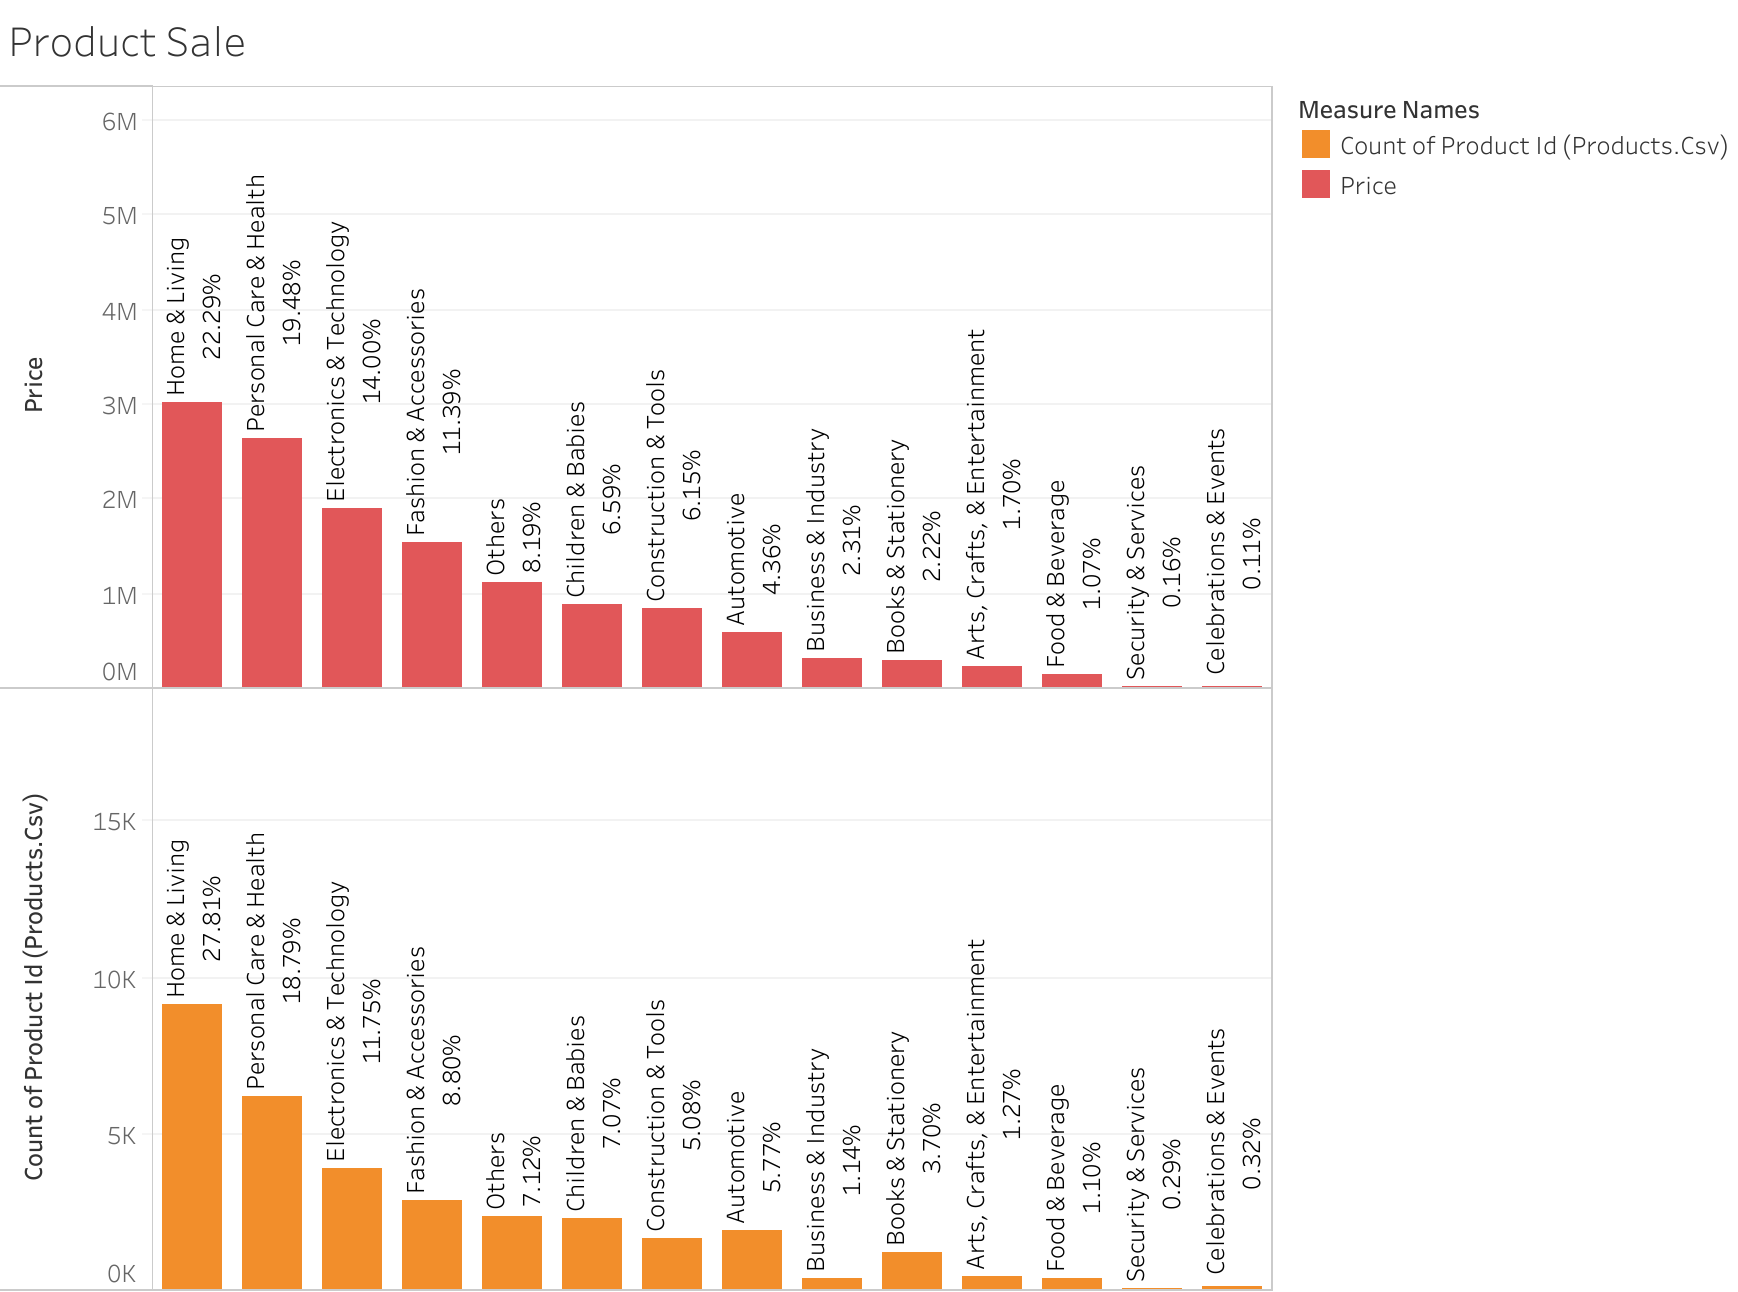 Product Sale
Measure Names
Count of Product Id (Products.Csv)
Price
Price
6M
5M
4M
3M
2M
1M
0M
Home & Living
22.29%
Personal Care & Health
19.48%
Electronics & Technology
14.00%
Fashion & Accessories
11.39%
Others
8.19%
Children & Babies
6.59%
Construction & Tools
6.15%
Automotive
4.36%
Business & Industry
2.31%
Books & Stationery
2.22%
Arts, Crafts, & Entertainment
1.70%
Food & Beverage
1.07%
Security & Services
0.16%
Celebrations & Events
0.11%
Count of Product Id (Products.Csv)
15K
10K
5K
0K
Home & Living
27.81%
Personal Care & Health
18.79%
Electronics & Technology
11.75%
Fashion & Accessories
8.80%
Others
7.12%
Children & Babies
7.07%
Construction & Tools
5.08%
Automotive
5.77%
Business & Industry
1.14%
Books & Stationery
3.70%
Arts, Crafts, & Entertainment
1.27%
Food & Beverage
1.10%
Security & Services
0.29%
Celebrations & Events
0.32%